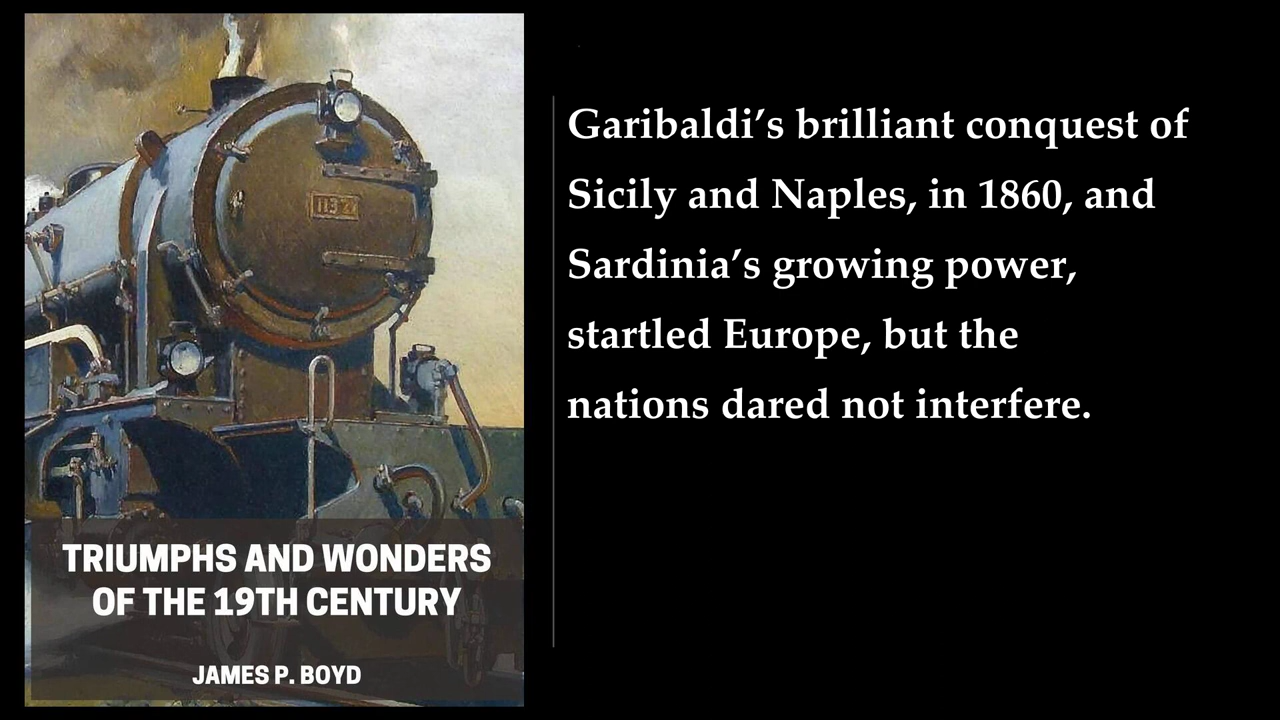 TRIUMPHS AND WONDERS
OF THE 19TH CENTURY
JAMES P. BOYD
Garibaldi’s brilliant conquest of
Sicily and Naples, in 1860, and
Sardinia’s growing power,
startled Europe, but the
nations dared not interfere.